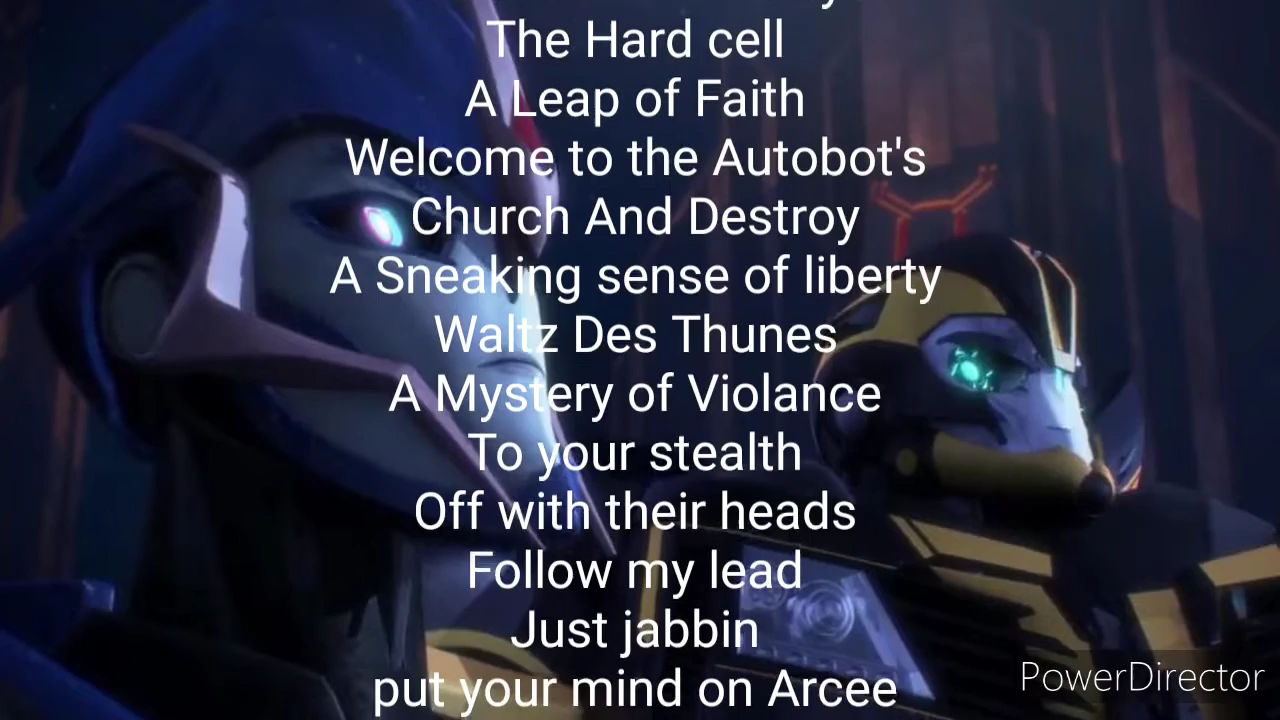 The Hard cell
A Leap of Faith
Welcome to the Autobot's
Church And Destroy
A Sneaking sense of liberty
Waltz Des Thunes
A Mystery of Violance
To your stealth
Off with their heads
Follow my lead
Just jabbin
put your mind on Arcee
PowerDirector